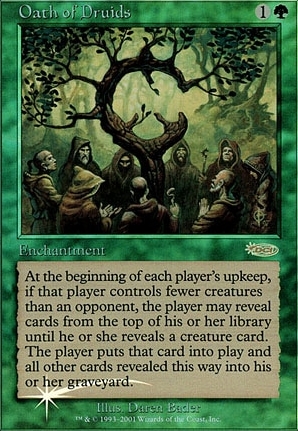 Oath of Druids 1
Enchantment
DCI
At the beginning of each player's upkeep,
if that player controls fewer creatures
than an opponent, the player may reveal
cards from the top of his or her library
until he or she reveals a creature card.
The player puts that card into play and
all other cards revealed this way into his
or her graveyard.
Illus. Daren Bader
™ & © 1993–2001 Wizards of the Coast, Inc.